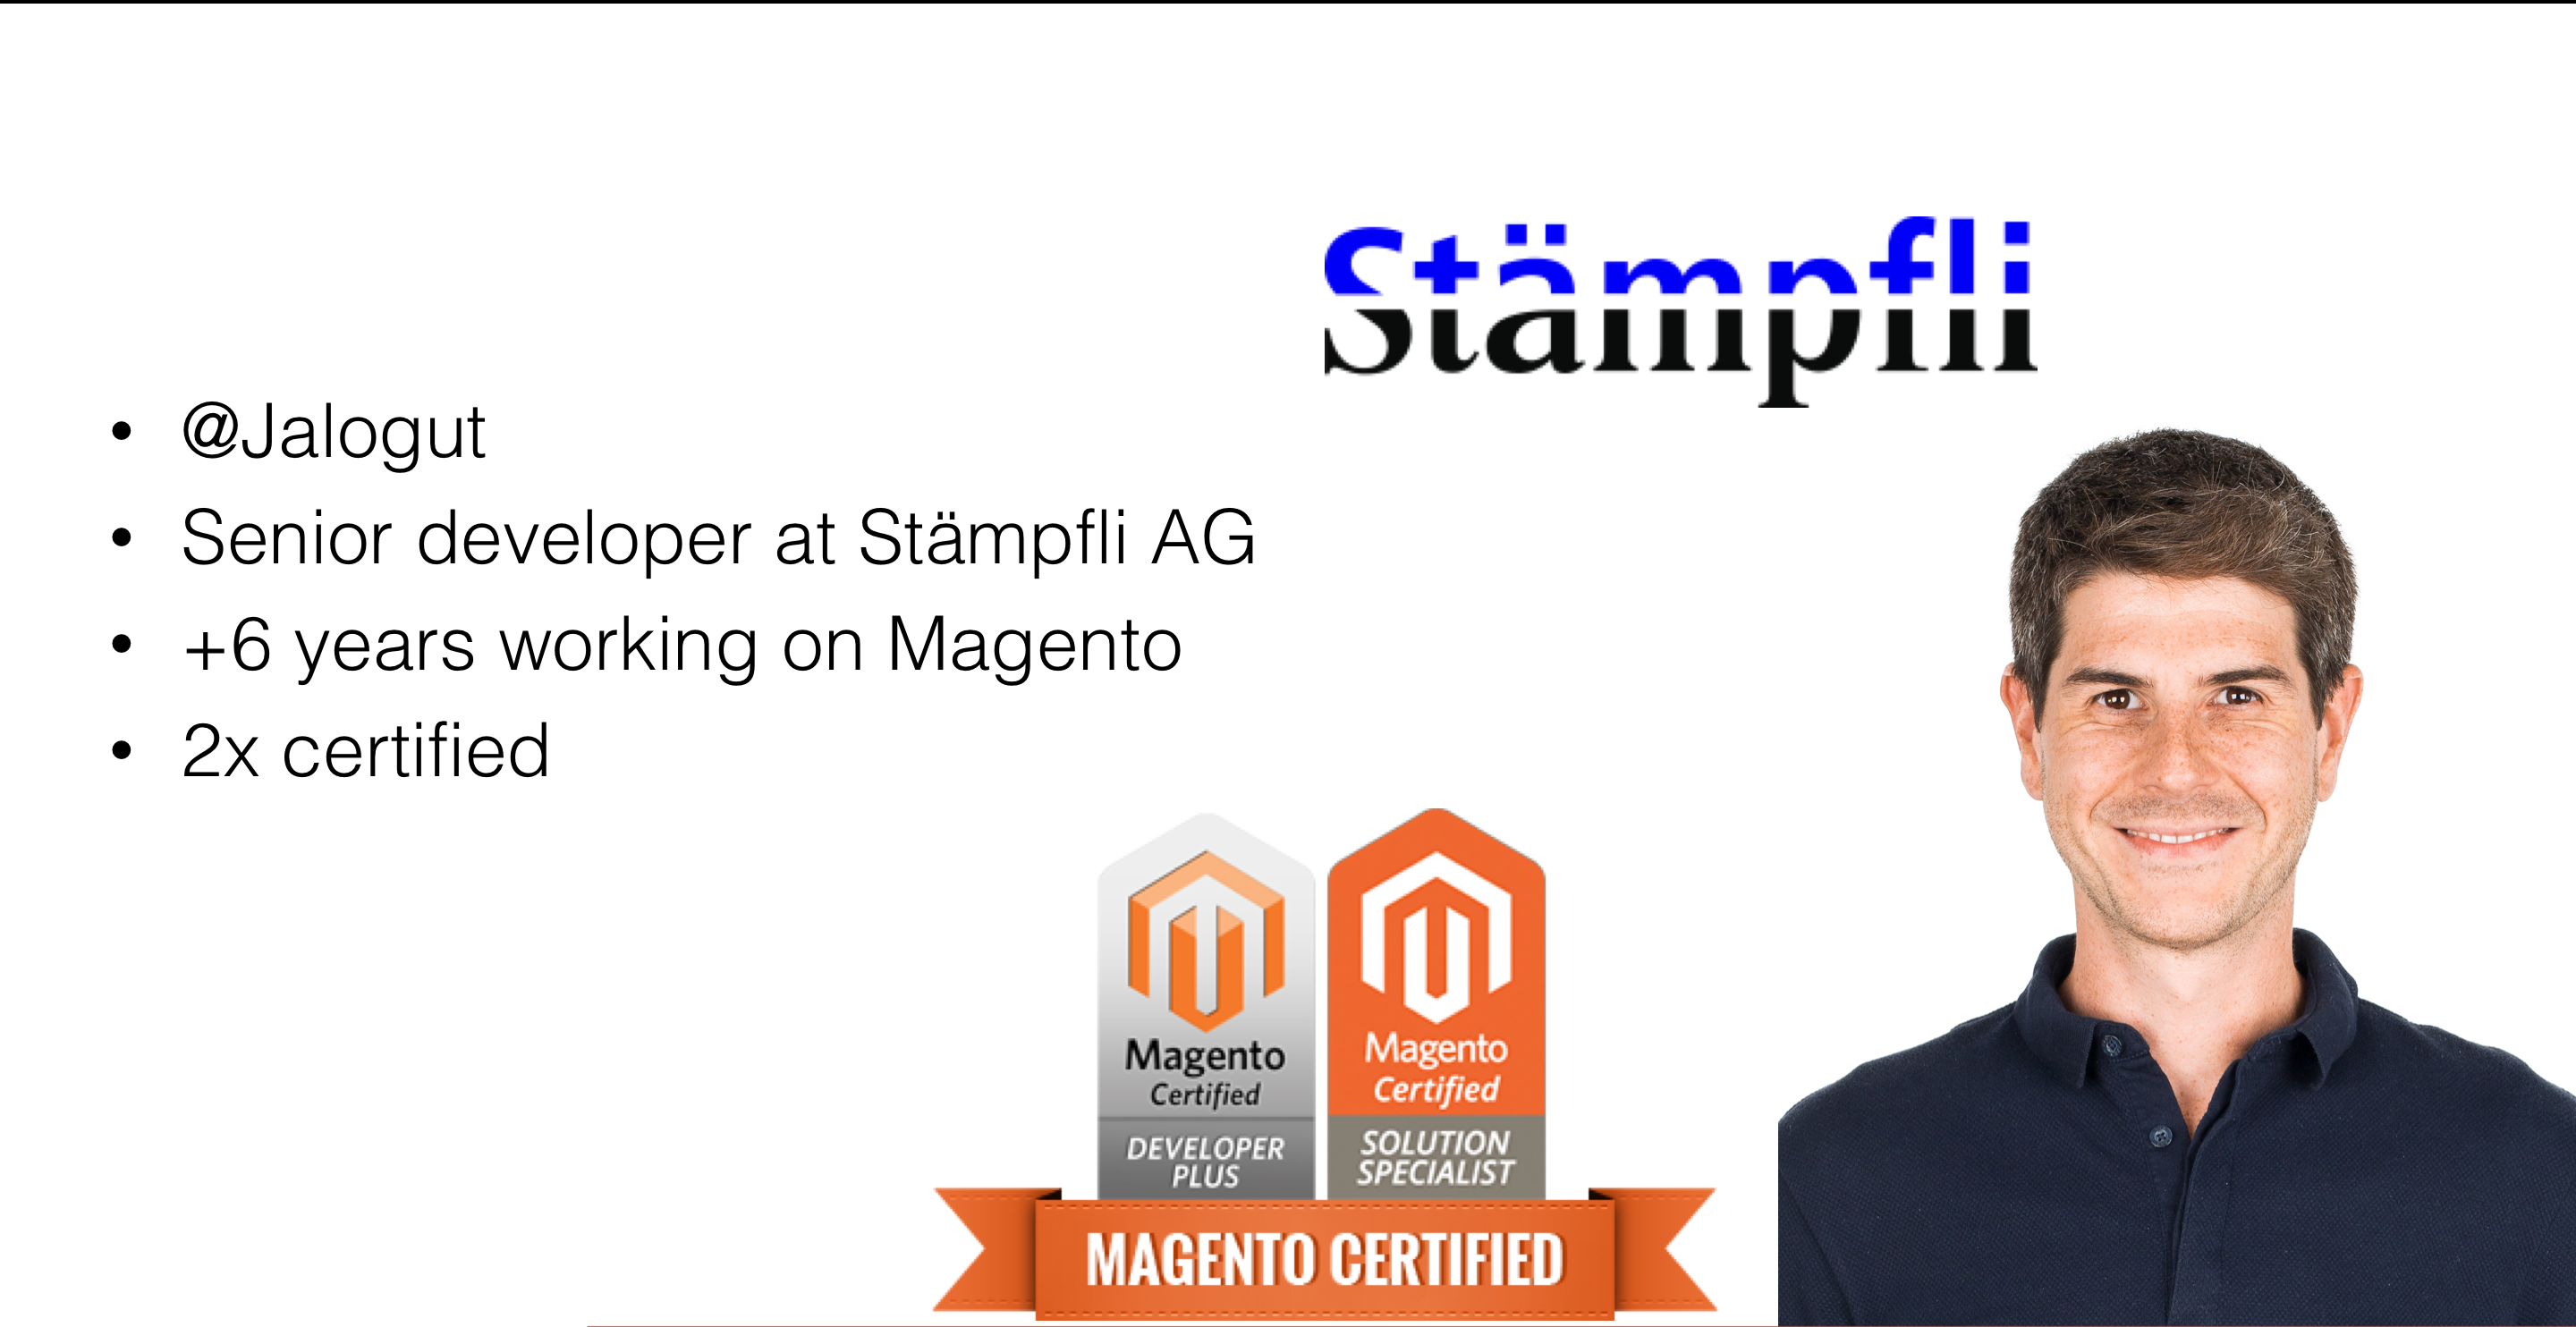 Stämpfli
• @Jalogut
• Senior developer at Stämpfli AG
• +6 years working on Magento
• 2x certified
Magento
Certified
DEVELOPER
PLUS
Magento
Certified
SOLUTION
SPECIALIST
MAGENTO CERTIFIED